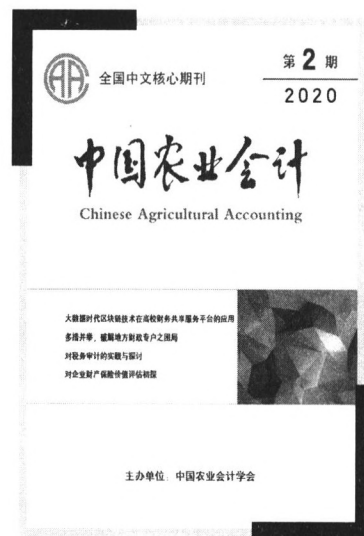 全国中文核心期刊
第2期
2020
中国农业会计
Chinese Agricultural Accounting
大数据时代区块链技术在高校财务共享服务平台的应用
多措并举，破解地方财政专户之困局
对税务审计的实践与探讨
对企业财产保险价值评估初探
主办单位：中国农业会计学会